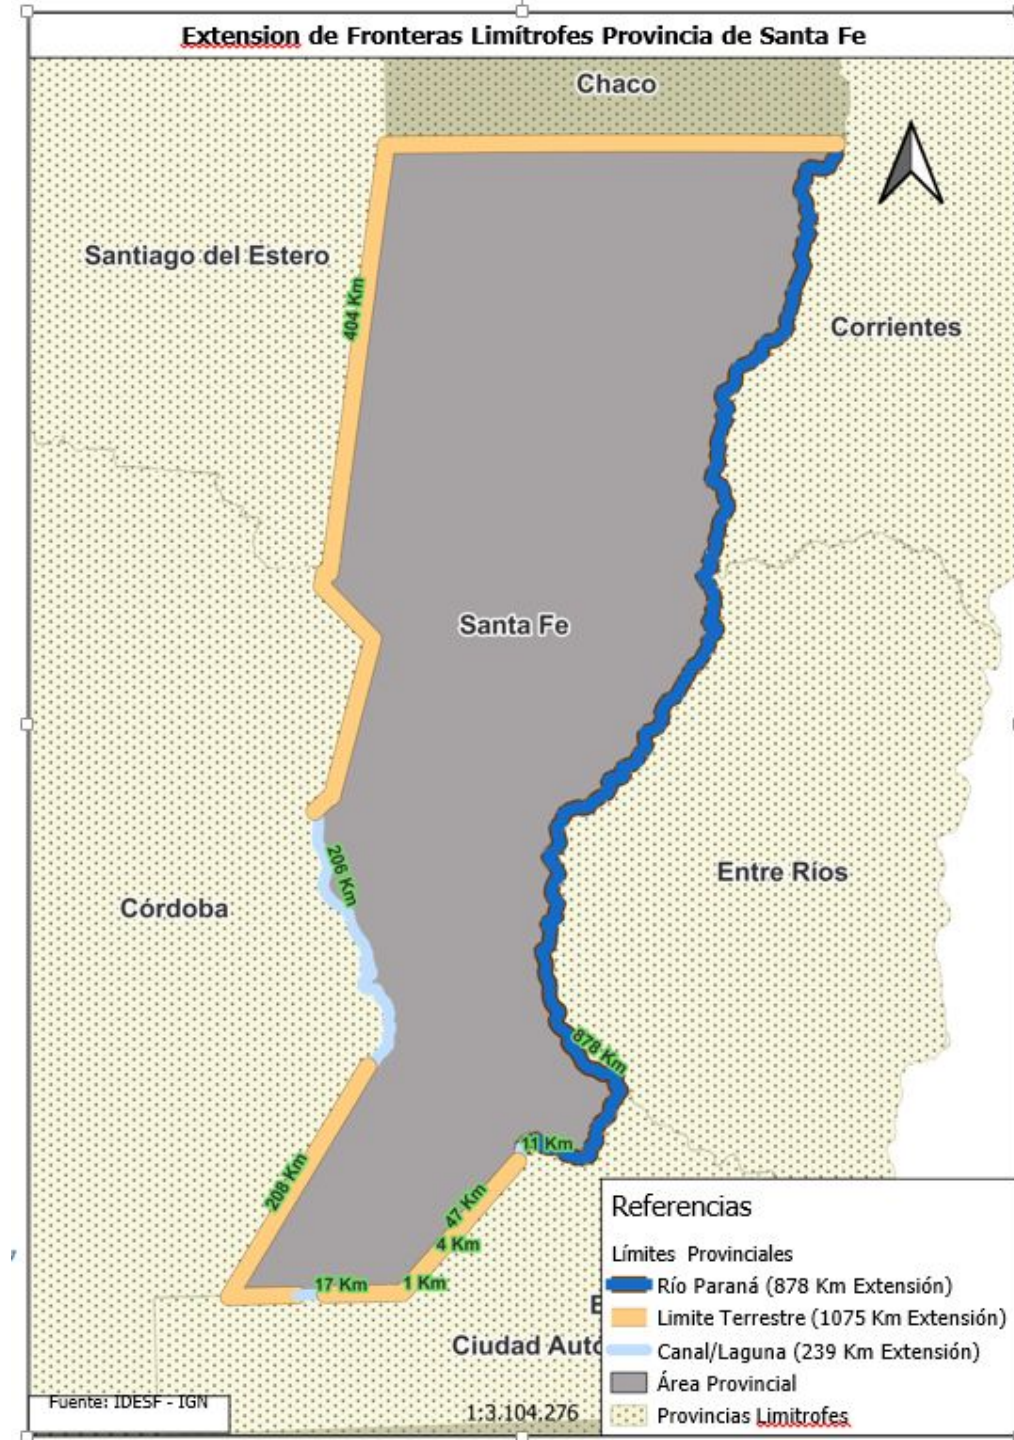 Extension de Fronteras Limítrofes Provincia de Santa Fe
Chaco
Santiago del Estero
404 Km
Corrientes
Santa Fe
206 Km
Entre Ríos
Córdoba
878 Km
11 Km
208 Km
47 Km
4 Km
17 Km
1 Km
Ciudad Autó
Referencias
Límites Provinciales
Río Paraná (878 Km Extensión)
Limite Terrestre (1075 Km Extensión)
Canal/Laguna (239 Km Extensión)
Área Provincial
Provincias Limitrofes
Fuente: IDESF - IGN
1:3.104.276